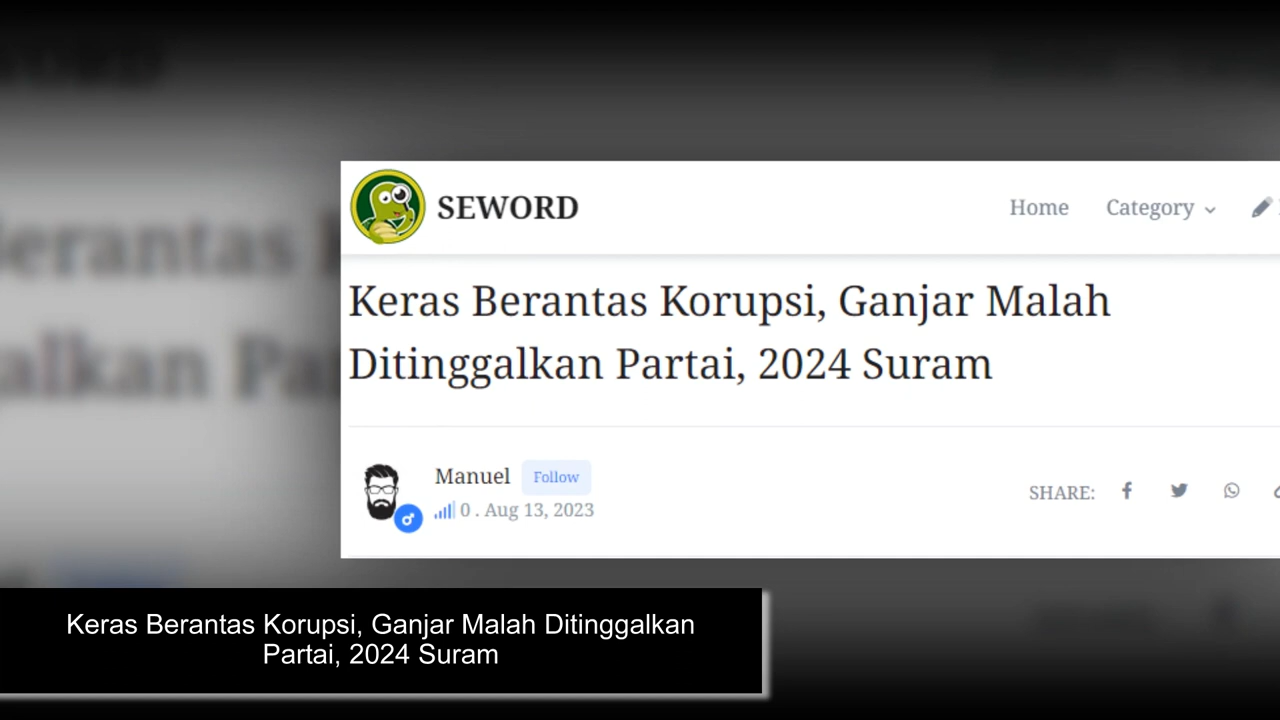 SEWORD
Home
Category
Keras Berantas Korupsi, Ganjar Malah
Ditinggalkan Partai, 2024 Suram
Manuel
Follow
0 . Aug 13, 2023
SHARE:
Keras Berantas Korupsi, Ganjar Malah Ditinggalkan
Partai, 2024 Suram